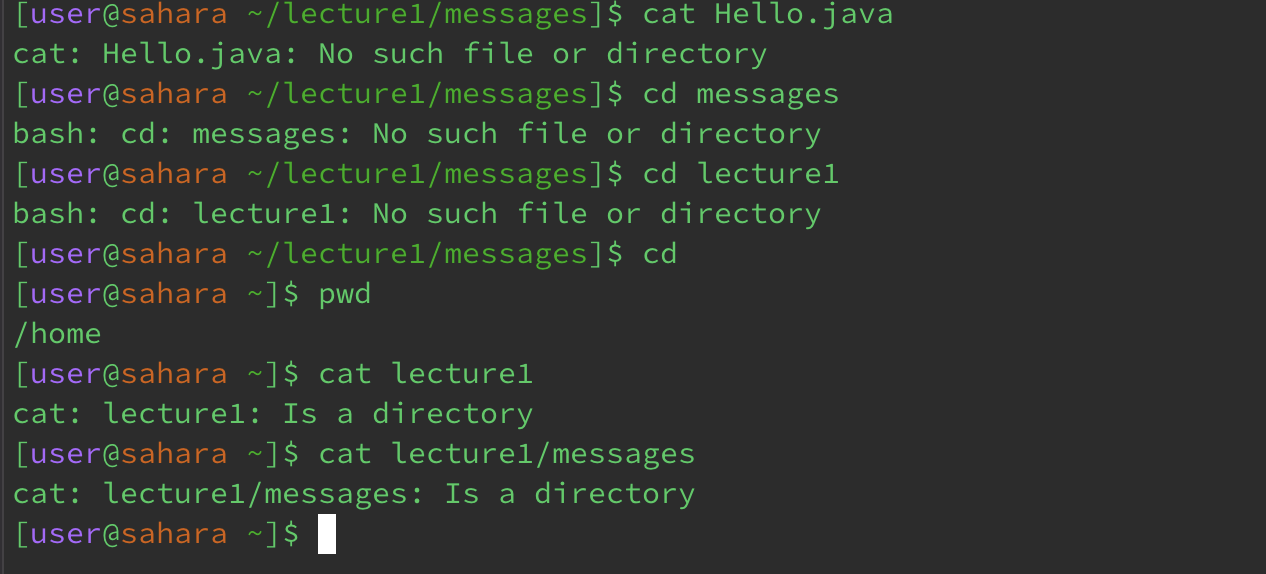 [user@sahara ~/lecture1/messages]$ cat Hello.java
cat: Hello.java: No such file or directory
[user@sahara ~/lecture1/messages]$ cd messages
bash: cd: messages: No such file or directory
[user@sahara ~/lecture1/messages]$ cd lecture1
bash: cd: lecture1: No such file or directory
[user@sahara ~/lecture1/messages]$ cd
[user@sahara ~]$ pwd
/home
[user@sahara ~]$ cat lecture1
cat: lecture1: Is a directory
[user@sahara ~]$ cat lecture1/messages
cat: lecture1/messages: Is a directory
[user@sahara ~]$